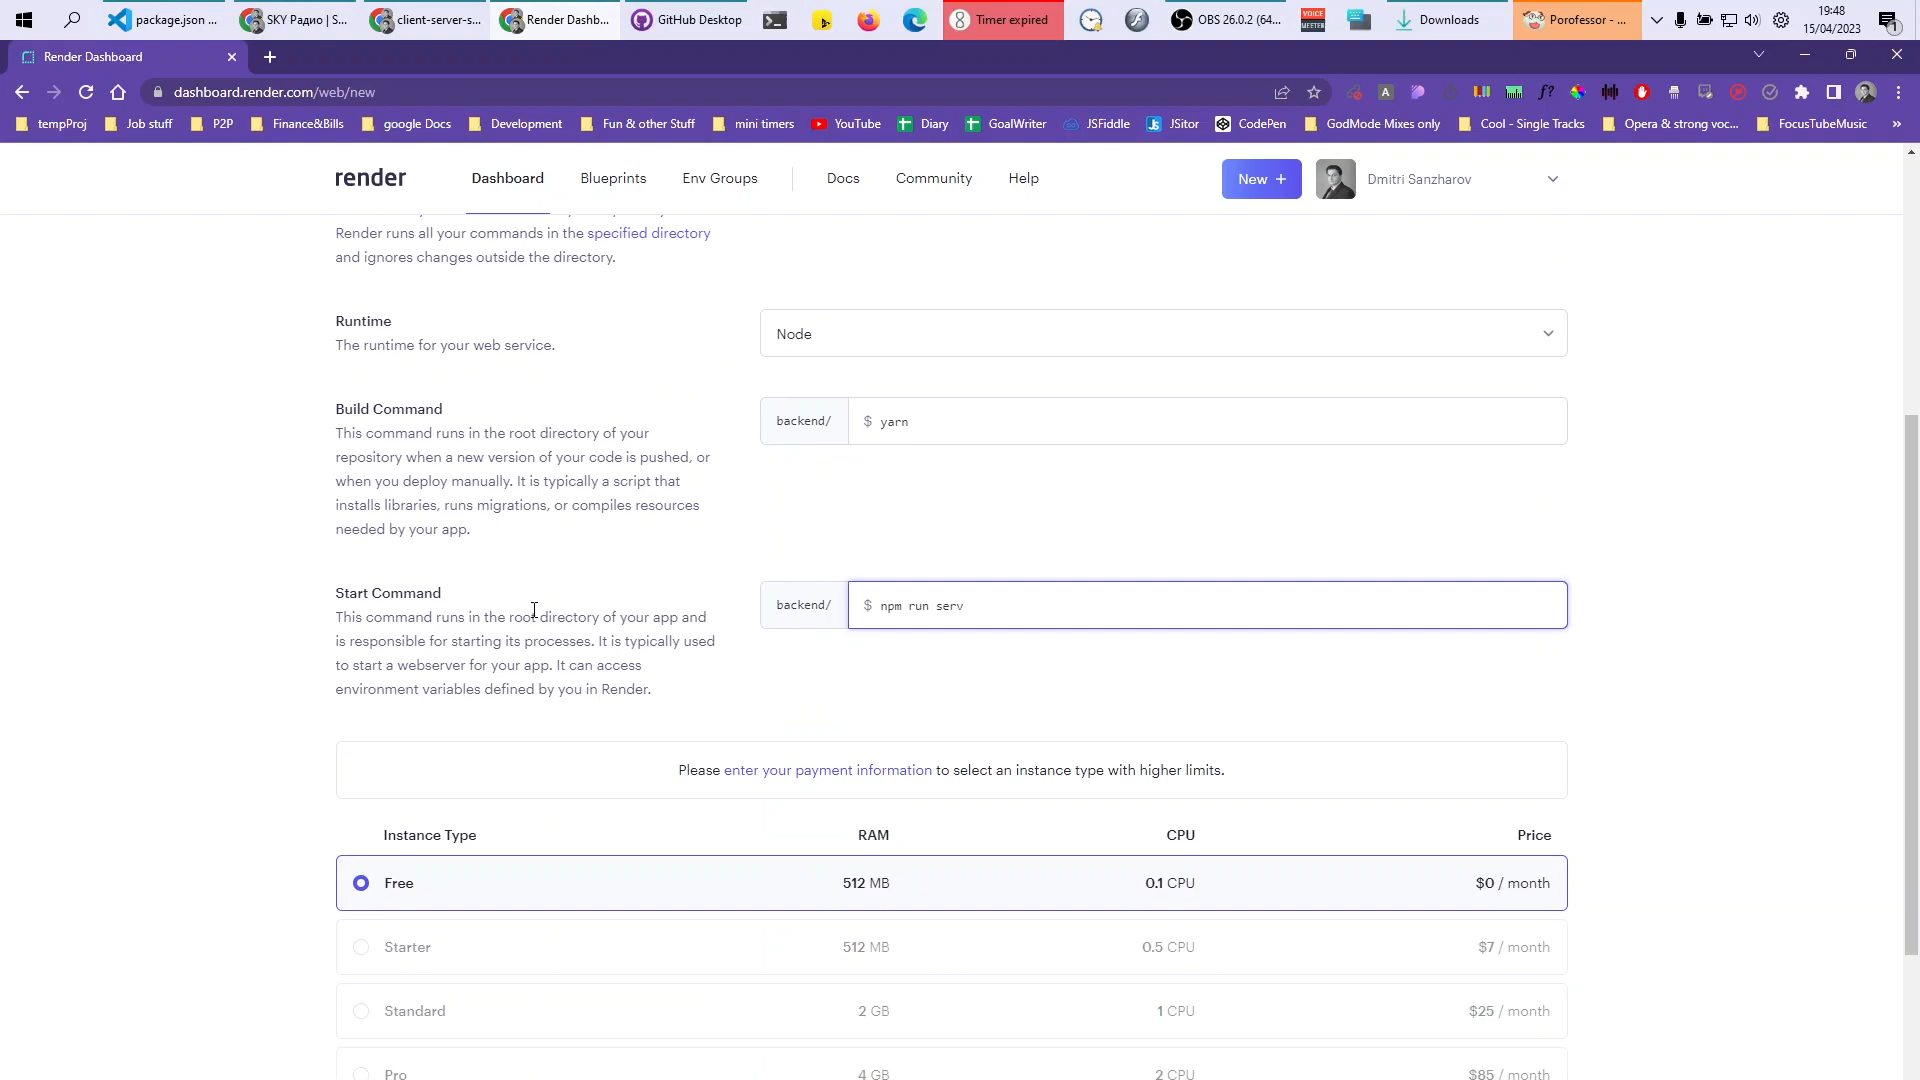 package.json ...
SKY Радио | S...
client-server-s...
Render Dashb...
GitHub Desktop
Timer expired
OBS 26.0.2 (64...
VOICE MEETER
Downloads
Porofessor - ...
19:48
15/04/2023
1
Render Dashboard
dashboard.render.com/web/new
tempProj
Job stuff
P2P
Finance&Bills
google Docs
Development
Fun & other Stuff
mini timers
YouTube
Diary
GoalWriter
JSFiddle
JSitor
CodePen
GodMode Mixes only
Cool - Single Tracks
Opera & strong voc...
FocusTubeMusic
»
render
Dashboard
Blueprints
Env Groups
Docs
Community
Help
New +
Dmitri Sanzharov
Render runs all your commands in the specified directory
and ignores changes outside the directory.
Runtime
The runtime for your web service.
Node
Build Command
This command runs in the root directory of your
repository when a new version of your code is pushed, or
when you deploy manually. It is typically a script that
installs libraries, runs migrations, or compiles resources
needed by your app.
backend/ $ yarn
Start Command
This command runs in the root directory of your app and
is responsible for starting its processes. It is typically used
to start a webserver for your app. It can access
environment variables defined by you in Render.
backend/ $ npm run serv
Please enter your payment information to select an instance type with higher limits.
Instance Type RAM CPU Price
Free 512 MB 0.1 CPU $0 / month
Starter 512 MB 0.5 CPU $7 / month
Standard 2 GB 1 CPU $25 / month
Pro 4 GB 2 CPU $85 / month